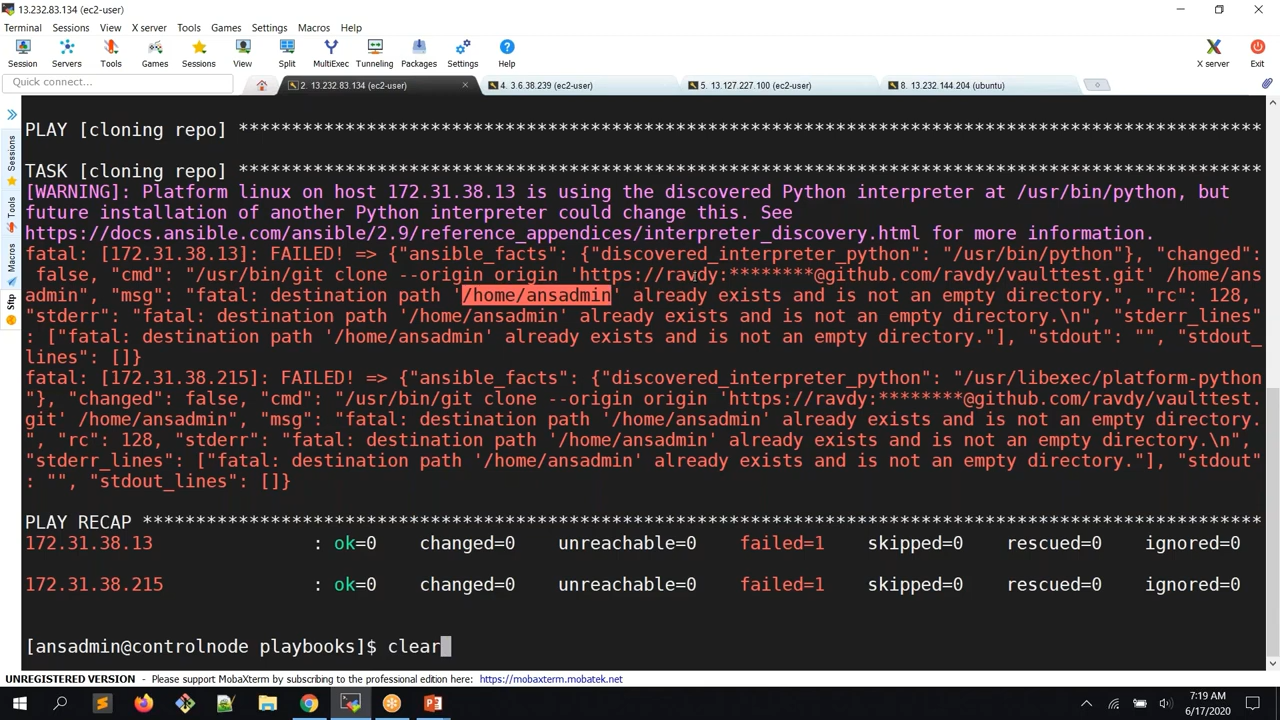 13.232.83.134 (ec2-user)
Terminal Sessions View X server Tools Games Settings Macros Help
Session Servers Tools Games Sessions View Split MultiExec Tunneling Packages Settings Help X server Exit
Quick connect...
2. 13.232.83.134 (ec2-user)
4. 3.6.38.239 (ec2-user)
5. 13.127.227.100 (ec2-user)
8. 13.232.144.204 (ubuntu)
Sessions
Tools
Macros
Sftp
PLAY [cloning repo] *************************************************************************************************
TASK [cloning repo] *************************************************************************************************
[WARNING]: Platform linux on host 172.31.38.13 is using the discovered Python interpreter at /usr/bin/python, but
future installation of another Python interpreter could change this. See
https://docs.ansible.com/ansible/2.9/reference_appendices/interpreter_discovery.html for more information.
fatal: [172.31.38.13]: FAILED! => {"ansible_facts": {"discovered_interpreter_python": "/usr/bin/python"}, "changed":
false, "cmd": "/usr/bin/git clone --origin origin 'https://ravdy:********@github.com/ravdy/vaulttest.git' /home/ans
admin", "msg": "fatal: destination path '/home/ansadmin' already exists and is not an empty directory.", "rc": 128,
"stderr": "fatal: destination path '/home/ansadmin' already exists and is not an empty directory.\n", "stderr_lines"
: ["fatal: destination path '/home/ansadmin' already exists and is not an empty directory."], "stdout": "", "stdout_
lines": []}
fatal: [172.31.38.215]: FAILED! => {"ansible_facts": {"discovered_interpreter_python": "/usr/libexec/platform-python
"}, "changed": false, "cmd": "/usr/bin/git clone --origin origin 'https://ravdy:********@github.com/ravdy/vaulttest.
git' /home/ansadmin", "msg": "fatal: destination path '/home/ansadmin' already exists and is not an empty directory.
", "rc": 128, "stderr": "fatal: destination path '/home/ansadmin' already exists and is not an empty directory.\n",
"stderr_lines": ["fatal: destination path '/home/ansadmin' already exists and is not an empty directory."], "stdout"
: "", "stdout_lines": []}
PLAY RECAP *********************************************************************************************************
172.31.38.13 : ok=0 changed=0 unreachable=0 failed=1 skipped=0 rescued=0 ignored=0
172.31.38.215 : ok=0 changed=0 unreachable=0 failed=1 skipped=0 rescued=0 ignored=0
[ansadmin@controlnode playbooks]$ clear
UNREGISTERED VERSION - Please support MobaXterm by subscribing to the professional edition here: https://mobaxterm.mobatek.net
7:19 AM
6/17/2020